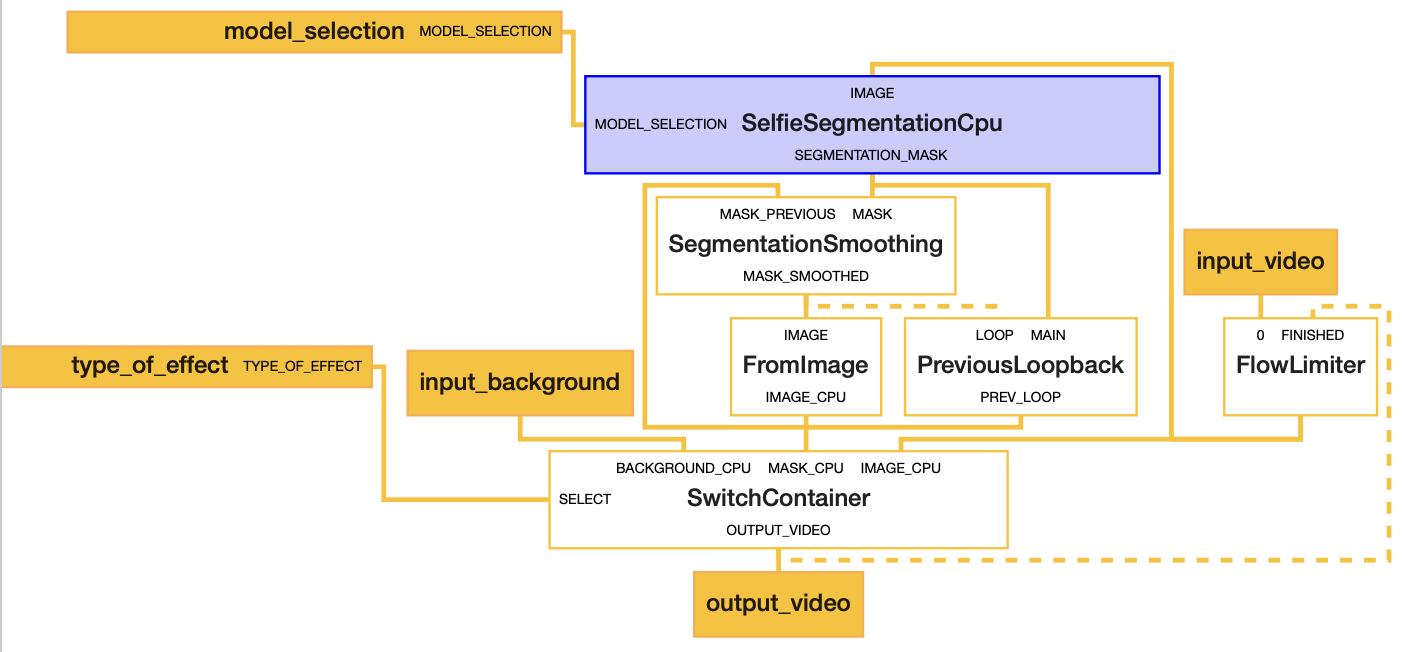 model_selection MODEL_SELECTION
IMAGE
MODEL_SELECTION SelfieSegmentationCpu
SEGMENTATION_MASK
MASK_PREVIOUS MASK
SegmentationSmoothing
MASK_SMOOTHED
input_video
IMAGE
FromImage
IMAGE_CPU
LOOP MAIN
PreviousLoopback
PREV_LOOP
0 FINISHED
FlowLimiter
type_of_effect TYPE_OF_EFFECT
input_background
BACKGROUND_CPU MASK_CPU IMAGE_CPU
SELECT SwitchContainer
OUTPUT_VIDEO
output_video